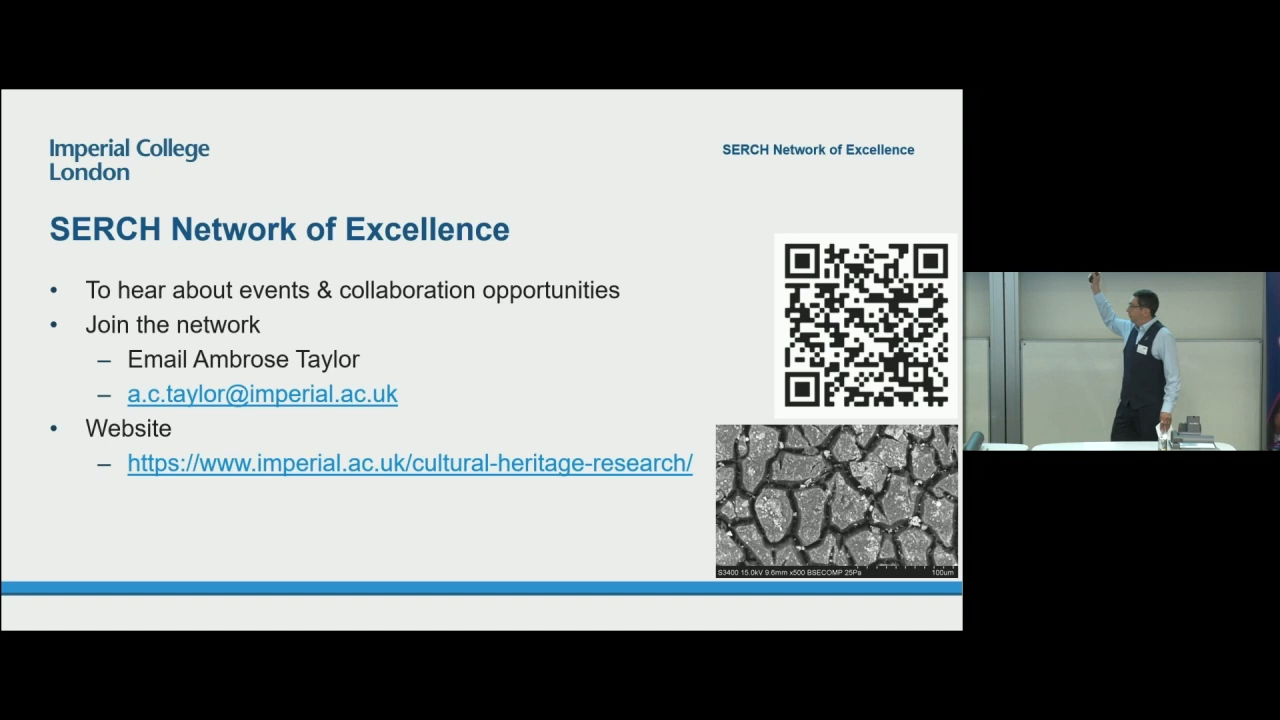 Imperial College
London
SERCH Network of Excellence
SERCH Network of Excellence
• To hear about events & collaboration opportunities
• Join the network
– Email Ambrose Taylor
– a.c.taylor@imperial.ac.uk
• Website
– https://www.imperial.ac.uk/cultural-heritage-research/
S3400 15.0kV 9.6mm x500 BSECOMP 25Pa 100um